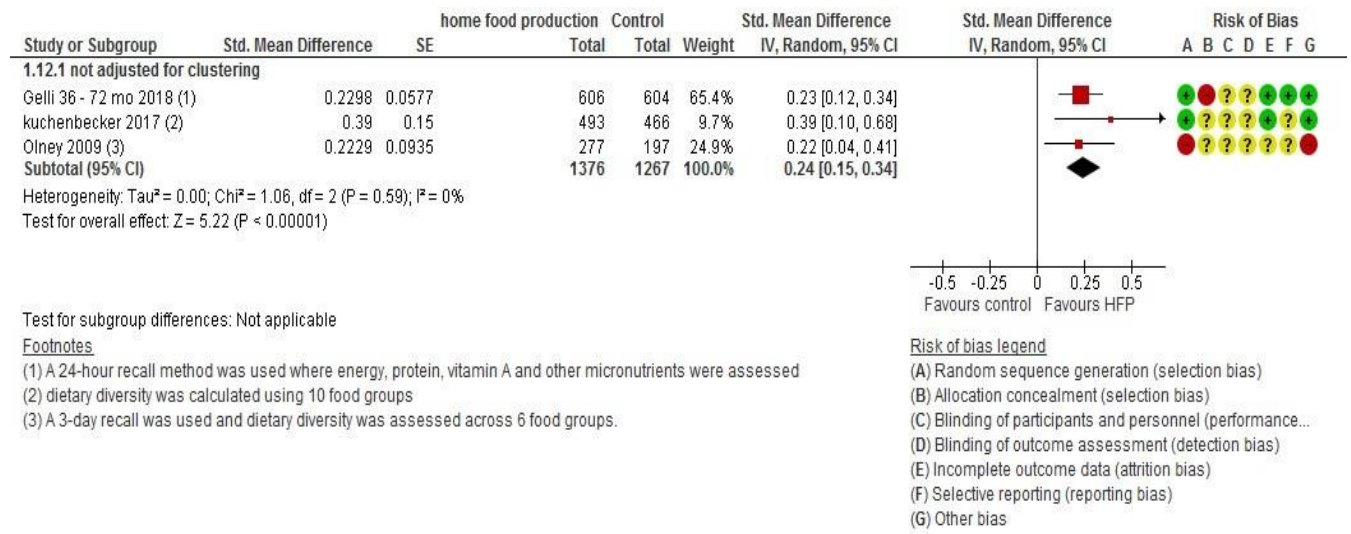 home food production Control Std. Mean Difference Std. Mean Difference Risk of Bias
Study or Subgroup Std. Mean Difference SE Total Total Weight IV, Random, 95% CI IV, Random, 95% CI A B C D E F G
1.12.1 not adjusted for clustering
Gelli 36 - 72 mo 2018 (1) 0.2298 0.0577 606 604 65.4% 0.23 [0.12, 0.34] + - ? ? + + +
kuchenbecker 2017 (2) 0.39 0.15 493 466 9.7% 0.39 [0.10, 0.68] + ? ? ? + ? +
Olney 2009 (3) 0.2229 0.0935 277 197 24.9% 0.22 [0.04, 0.41] - ? ? ? ? ? -
Subtotal (95% CI) 1376 1267 100.0% 0.24 [0.15, 0.34]
Heterogeneity: Tau² = 0.00; Chi² = 1.06, df = 2 (P = 0.59); I² = 0%
Test for overall effect: Z = 5.22 (P < 0.00001)
-0.5 -0.25 0 0.25 0.5
Favours control Favours HFP
Test for subgroup differences: Not applicable
Footnotes
(1) A 24-hour recall method was used where energy, protein, vitamin A and other micronutrients were assessed
(2) dietary diversity was calculated using 10 food groups
(3) A 3-day recall was used and dietary diversity was assessed across 6 food groups.
Risk of bias legend
(A) Random sequence generation (selection bias)
(B) Allocation concealment (selection bias)
(C) Blinding of participants and personnel (performance...
(D) Blinding of outcome assessment (detection bias)
(E) Incomplete outcome data (attrition bias)
(F) Selective reporting (reporting bias)
(G) Other bias